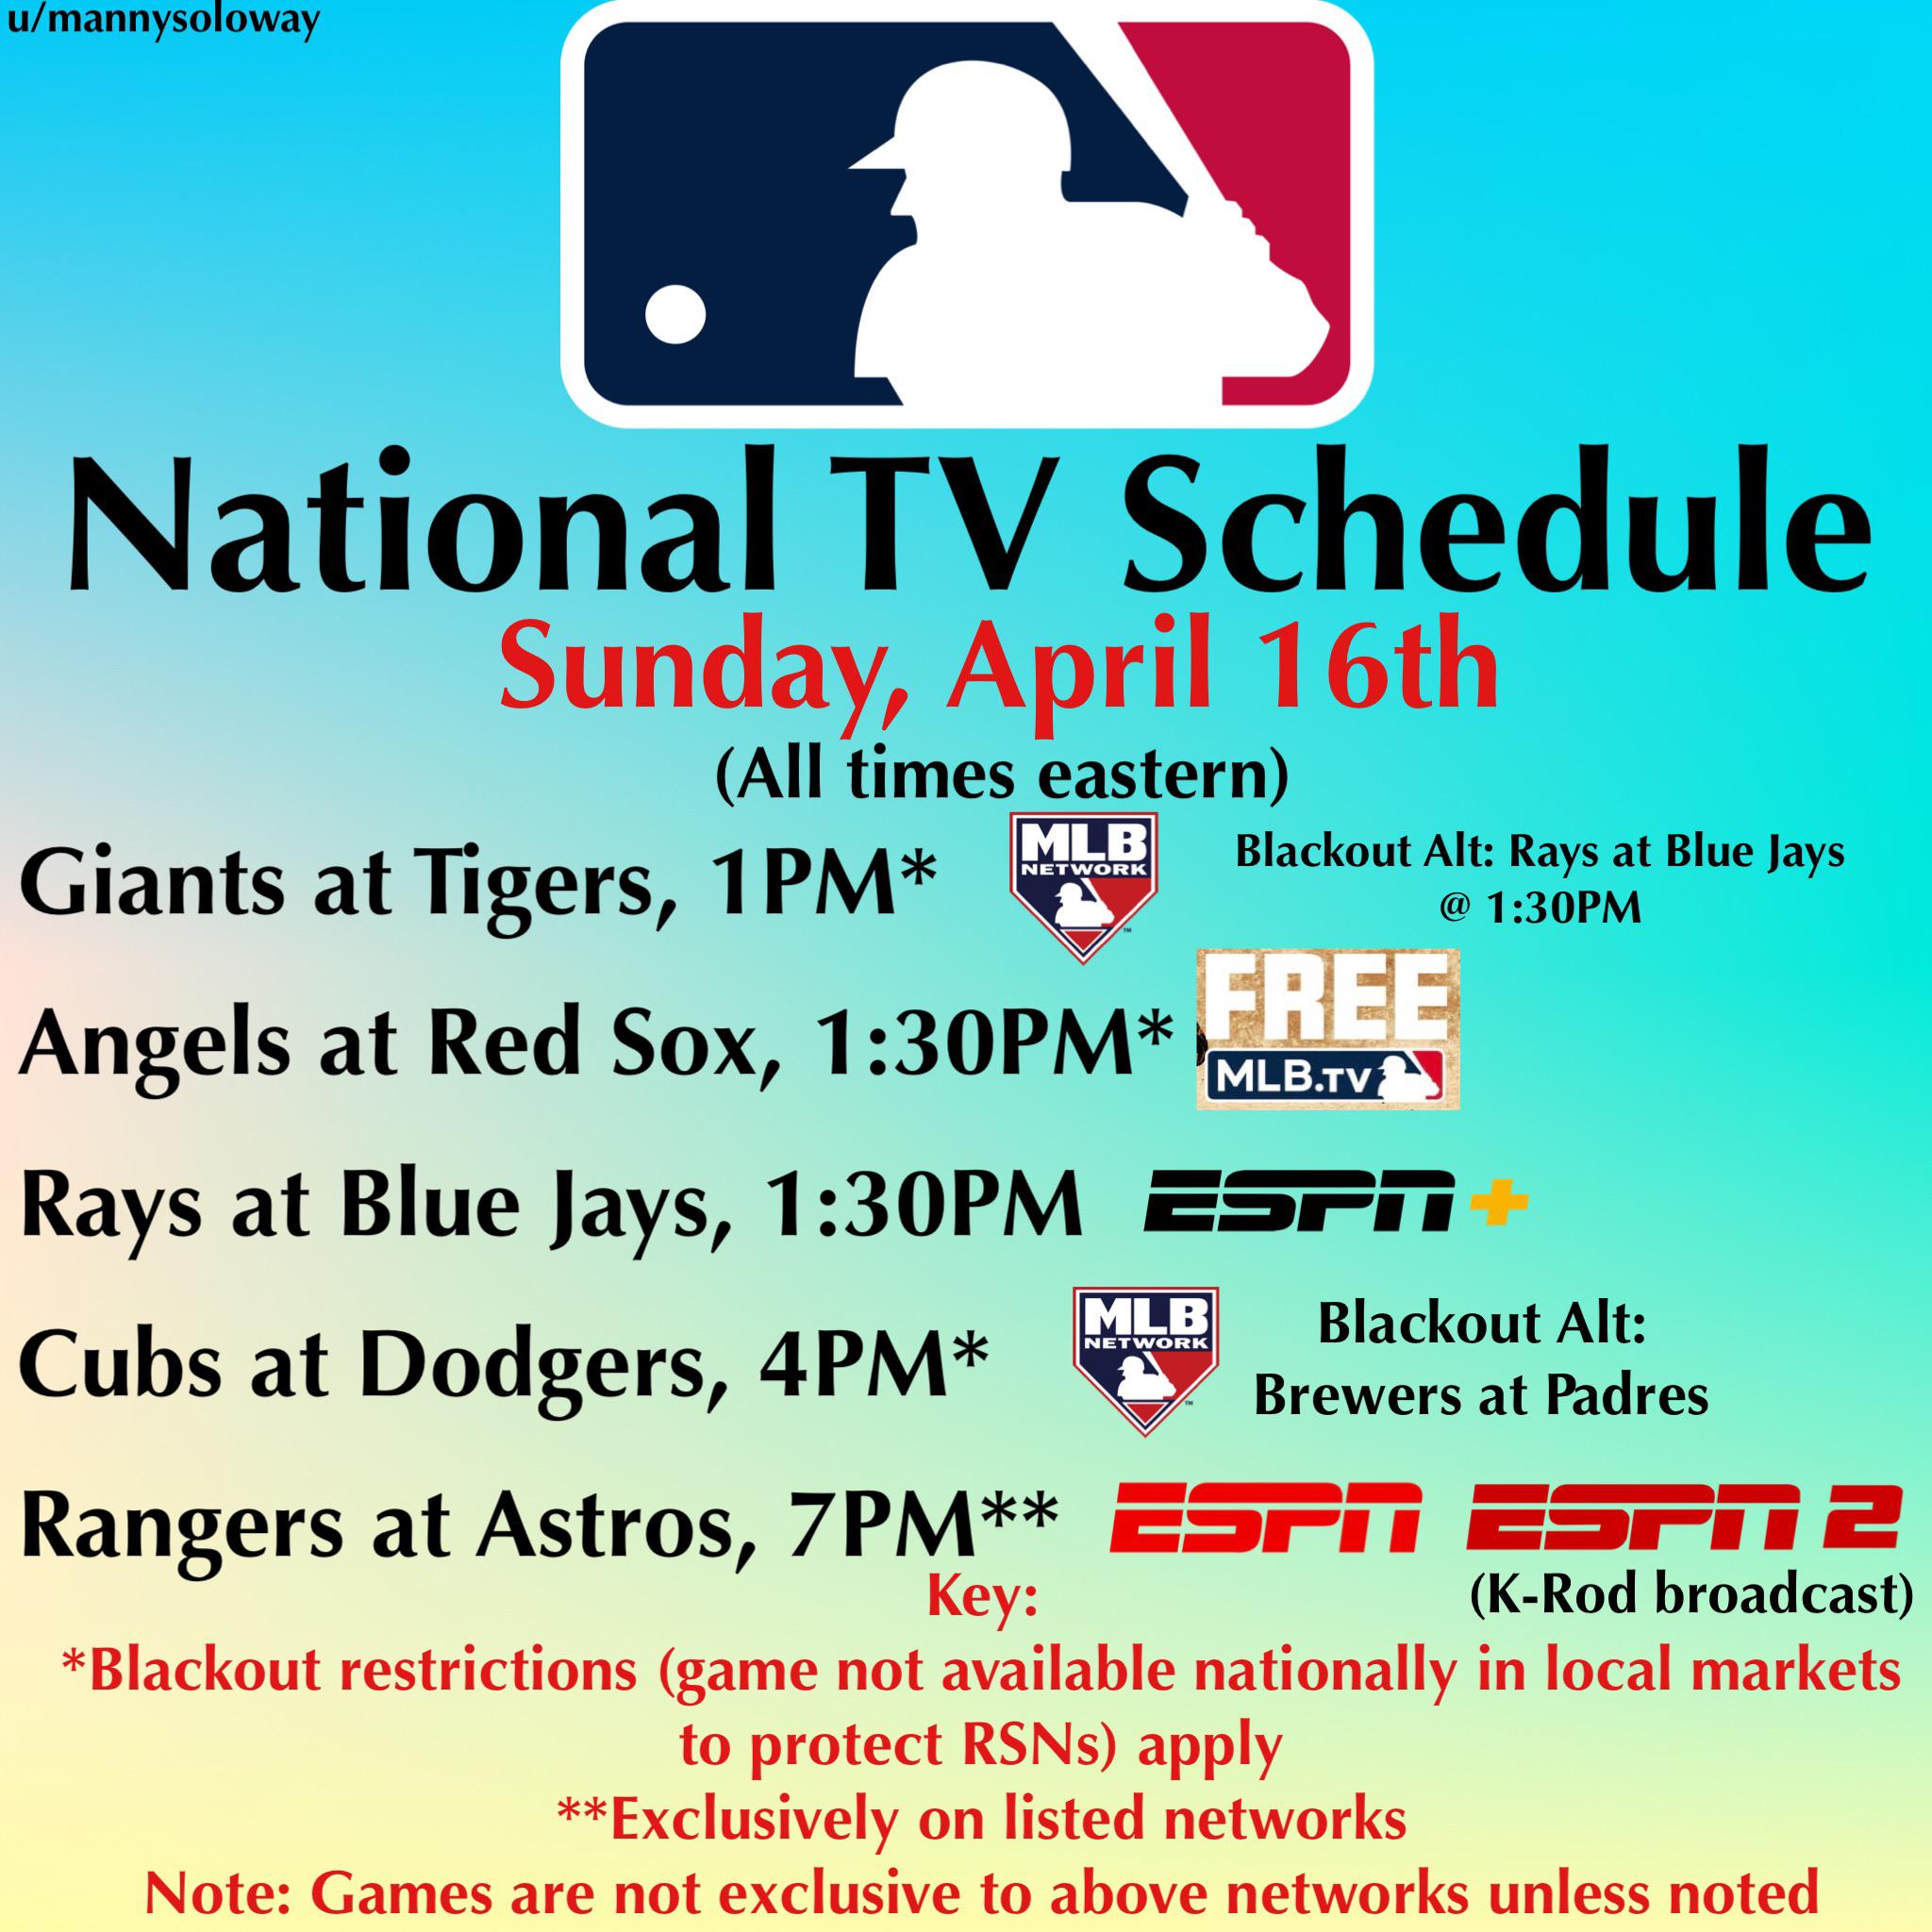 u/mannysoloway
National TV Schedule
Sunday, April 16th
(All times eastern)
Giants at Tigers, 1PM*
MLB
NETWORK
TM
Blackout Alt: Rays at Blue Jays
@ 1:30PM
Angels at Red Sox, 1:30PM*
FREE
MLB.TV
Rays at Blue Jays, 1:30PM
ESPN+
Cubs at Dodgers, 4PM*
MLB
NETWORK
TM
Blackout Alt:
Brewers at Padres
Rangers at Astros, 7PM**
ESPN
ESPN 2
(K-Rod broadcast)
Key:
*Blackout restrictions (game not available nationally in local markets
to protect RSNs) apply
**Exclusively on listed networks
Note: Games are not exclusive to above networks unless noted